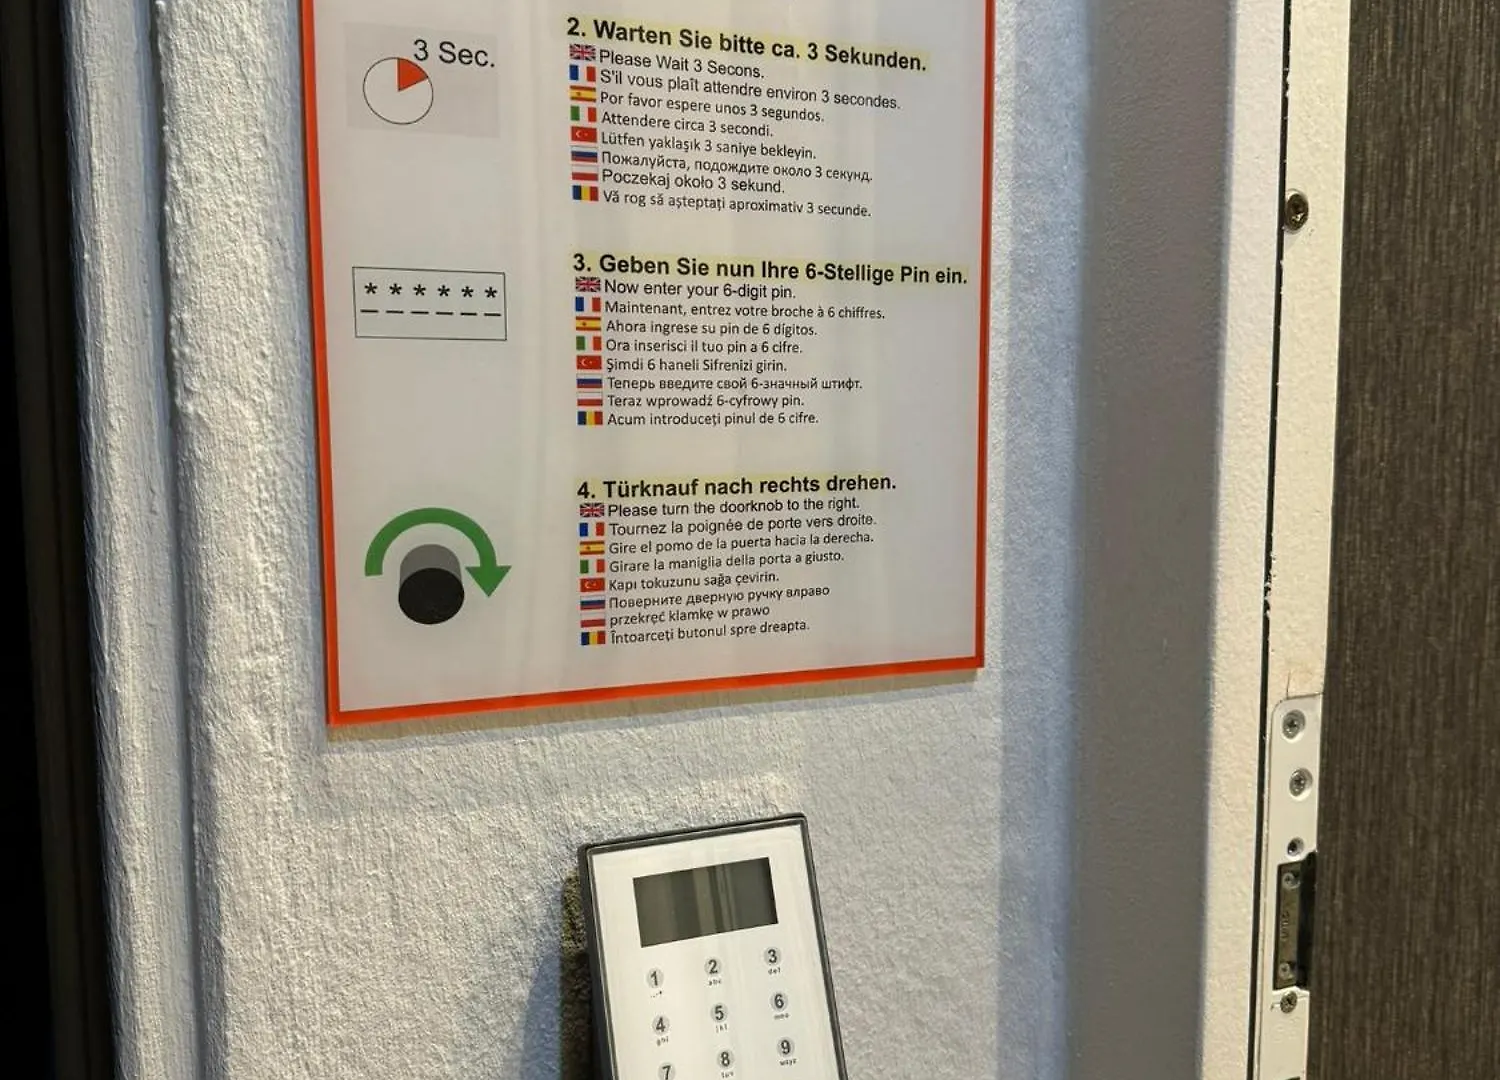 3 Sec.
2. Warten Sie bitte ca. 3 Sekunden.
Please Wait 3 Secons.
S'il vous plaît attendre environ 3 secondes.
Por favor espere unos 3 segundos.
Attendere circa 3 secondi.
Lütfen yaklaşık 3 saniye bekleyin.
Пожалуйста, подождите около 3 секунд.
Poczekaj około 3 sekund.
Vă rog să așteptați aproximativ 3 secunde.
* * * * * *
3. Geben Sie nun Ihre 6-Stellige Pin ein.
Now enter your 6-digit pin.
Maintenant, entrez votre broche à 6 chiffres.
Ahora ingrese su pin de 6 dígitos.
Ora inserisci il tuo pin a 6 cifre.
Şimdi 6 haneli Sifrenizi girin.
Теперь введите свой 6-значный штифт.
Teraz wprowadź 6-cyfrowy pin.
Acum introduceți pinul de 6 cifre.
4. Türknauf nach rechts drehen.
Please turn the doorknob to the right.
Tournez la poignée de porte vers droite.
Gire el pomo de la puerta hacia la derecha.
Girare la maniglia della porta a giusto.
Kapı tokuzunu sağa çevirin.
Поверните дверную ручку вправо
przekręć klamkę w prawo
Întoarceți butonul spre dreapta.
1 2 3
abc def
4 5 6
ghi jkl mno
7 8 9
tuv wxyz